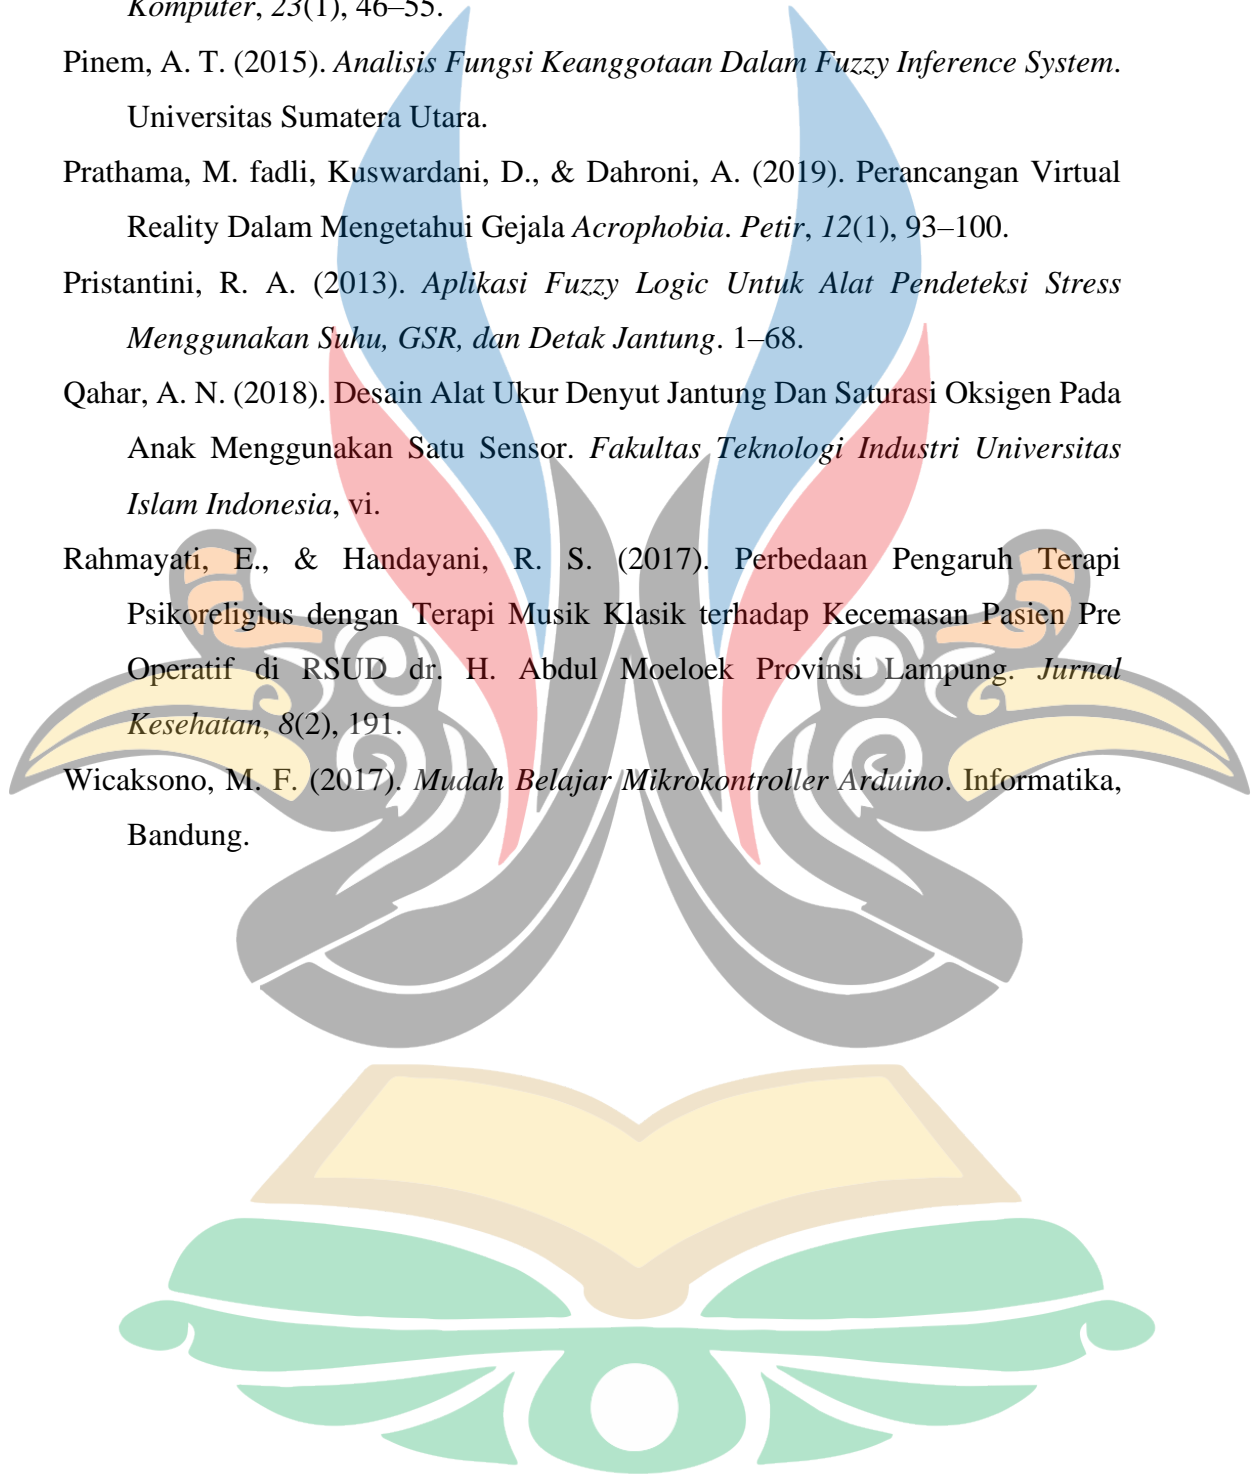 Komputer, 23(1), 46–55.
Pinem, A. T. (2015). Analisis Fungsi Keanggotaan Dalam Fuzzy Inference System.
Universitas Sumatera Utara.
Prathama, M. fadli, Kuswardani, D., & Dahroni, A. (2019). Perancangan Virtual
Reality Dalam Mengetahui Gejala Acrophobia. Petir, 12(1), 93–100.
Pristantini, R. A. (2013). Aplikasi Fuzzy Logic Untuk Alat Pendeteksi Stress
Menggunakan Suhu, GSR, dan Detak Jantung. 1–68.
Qahar, A. N. (2018). Desain Alat Ukur Denyut Jantung Dan Saturasi Oksigen Pada
Anak Menggunakan Satu Sensor. Fakultas Teknologi Industri Universitas
Islam Indonesia, vi.
Rahmayati, E., & Handayani, R. S. (2017). Perbedaan Pengaruh Terapi
Psikoreligius dengan Terapi Musik Klasik terhadap Kecemasan Pasien Pre
Operatif di RSUD dr. H. Abdul Moeloek Provinsi Lampung. Jurnal
Kesehatan, 8(2), 191.
Wicaksono, M. F. (2017). Mudah Belajar Mikrokontroller Arduino. Informatika,
Bandung.